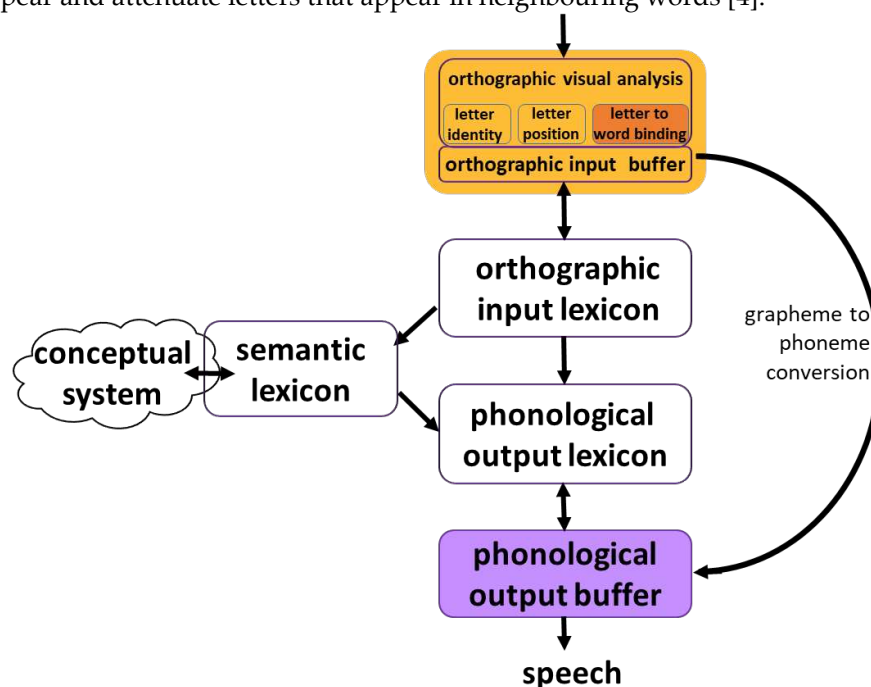 pear and attenuate letters that appear in neighbouring words [4].
orthographic visual analysis
letter
identity
letter
position
letter to
word binding
orthographic input buffer
orthographic
input lexicon
grapheme to
phoneme
conversion
conceptual
system
semantic
lexicon
phonological
output lexicon
phonological
output buffer
speech